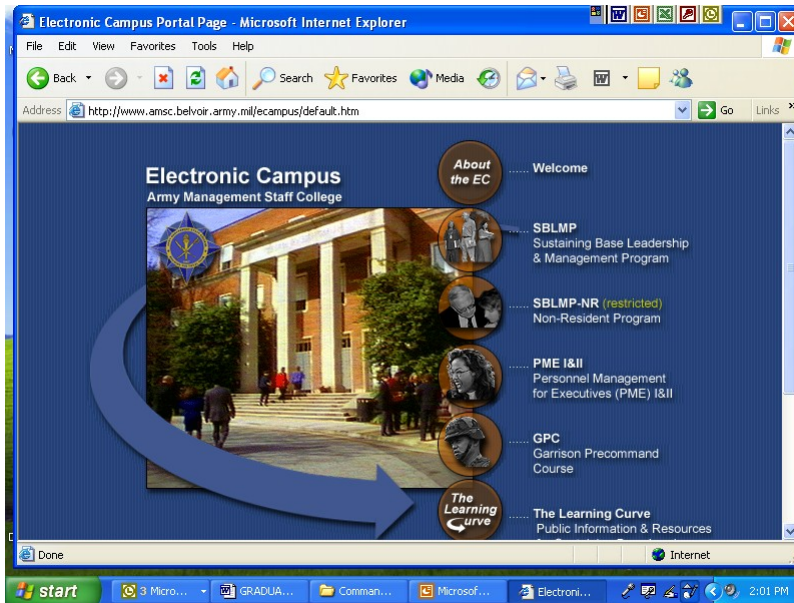 Electronic Campus Portal Page - Microsoft Internet Explorer
File Edit View Favorites Tools Help
Back Search Favorites Media
Address http://www.amsc.belvoir.army.mil/ecampus/default.htm Go Links »
Electronic Campus
Army Management Staff College
About
the EC
...... Welcome
...... SBLMP
Sustaining Base Leadership
& Management Program
...... SBLMP-NR (restricted)
Non-Resident Program
...... PME I&II
Personnel Management
for Executives (PME) I&II
...... GPC
Garrison Precommand
Course
The
Learning
Curve
...... The Learning Curve
Public Information & Resources
Done Internet
start 3 Micro... GRADUA... Comman... Microsof... Electroni... 2:01 PM